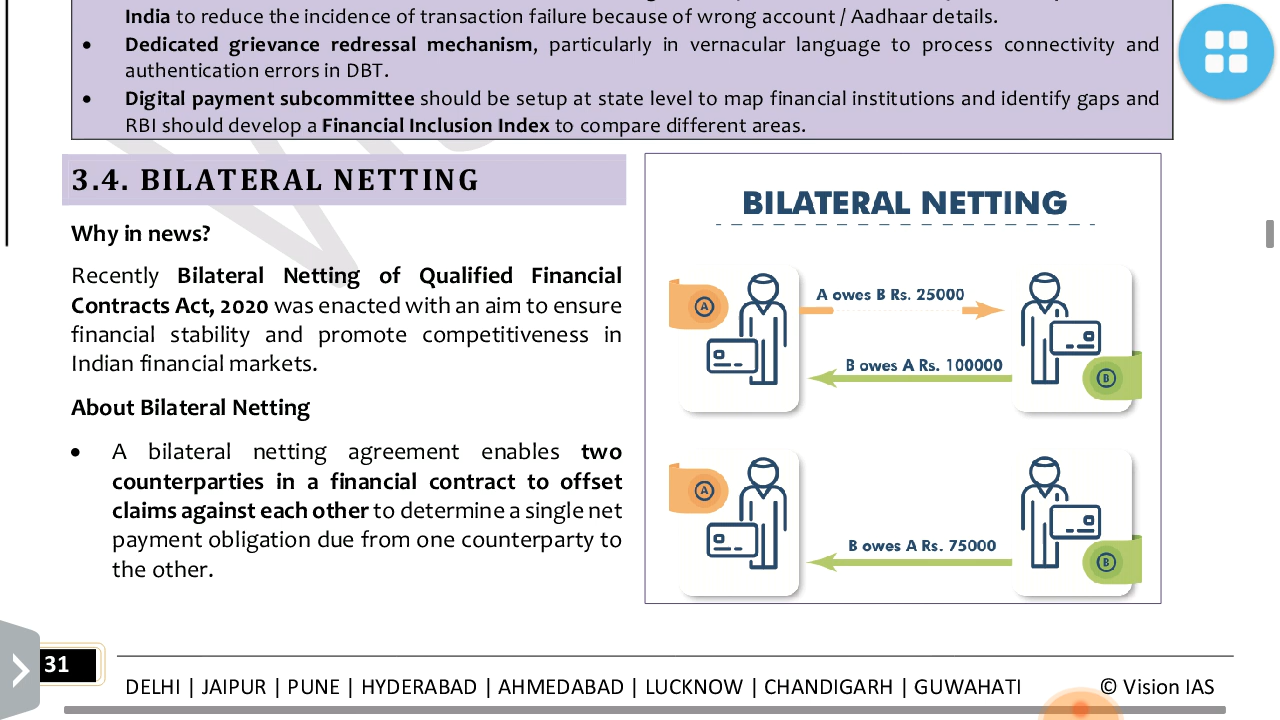 India to reduce the incidence of transaction failure because of wrong account / Aadhaar details.
• Dedicated grievance redressal mechanism, particularly in vernacular language to process connectivity and
authentication errors in DBT.
• Digital payment subcommittee should be setup at state level to map financial institutions and identify gaps and
RBI should develop a Financial Inclusion Index to compare different areas.
3.4. BILATERAL NETTING
Why in news?
Recently Bilateral Netting of Qualified Financial
Contracts Act, 2020 was enacted with an aim to ensure
financial stability and promote competitiveness in
Indian financial markets.
About Bilateral Netting
• A bilateral netting agreement enables two
counterparties in a financial contract to offset
claims against each other to determine a single net
payment obligation due from one counterparty to
the other.
BILATERAL NETTING
A
A owes B Rs. 25000
B owes A Rs. 100000
B
A
B owes A Rs. 75000
B
31
DELHI | JAIPUR | PUNE | HYDERABAD | AHMEDABAD | LUCKNOW | CHANDIGARH | GUWAHATI
© Vision IAS